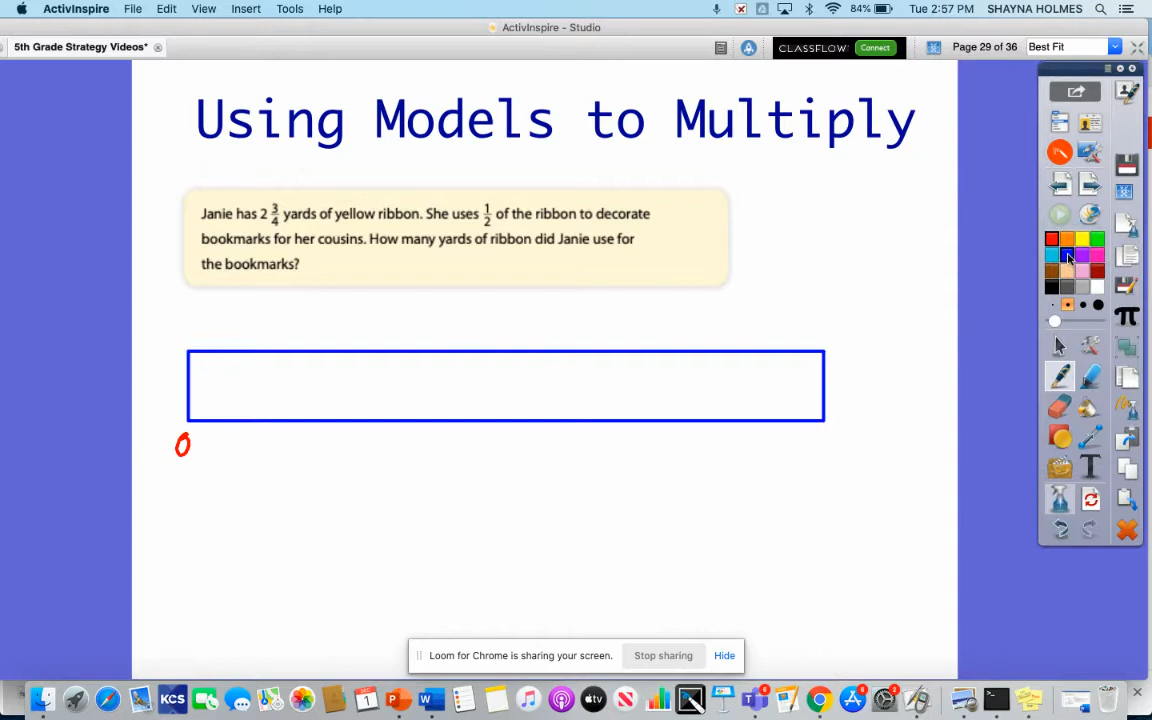 ActivInspire File Edit View Insert Tools Help 84% Tue 2:57 PM SHAYNA HOLMES
ActivInspire - Studio
5th Grade Strategy Videos* CLASSFLOW Connect Page 29 of 36 Best Fit
Using Models to Multiply
Janie has 2 3/4 yards of yellow ribbon. She uses 1/2 of the ribbon to decorate
bookmarks for her cousins. How many yards of ribbon did Janie use for
the bookmarks?
0
Loom for Chrome is sharing your screen. Stop sharing Hide
KCS